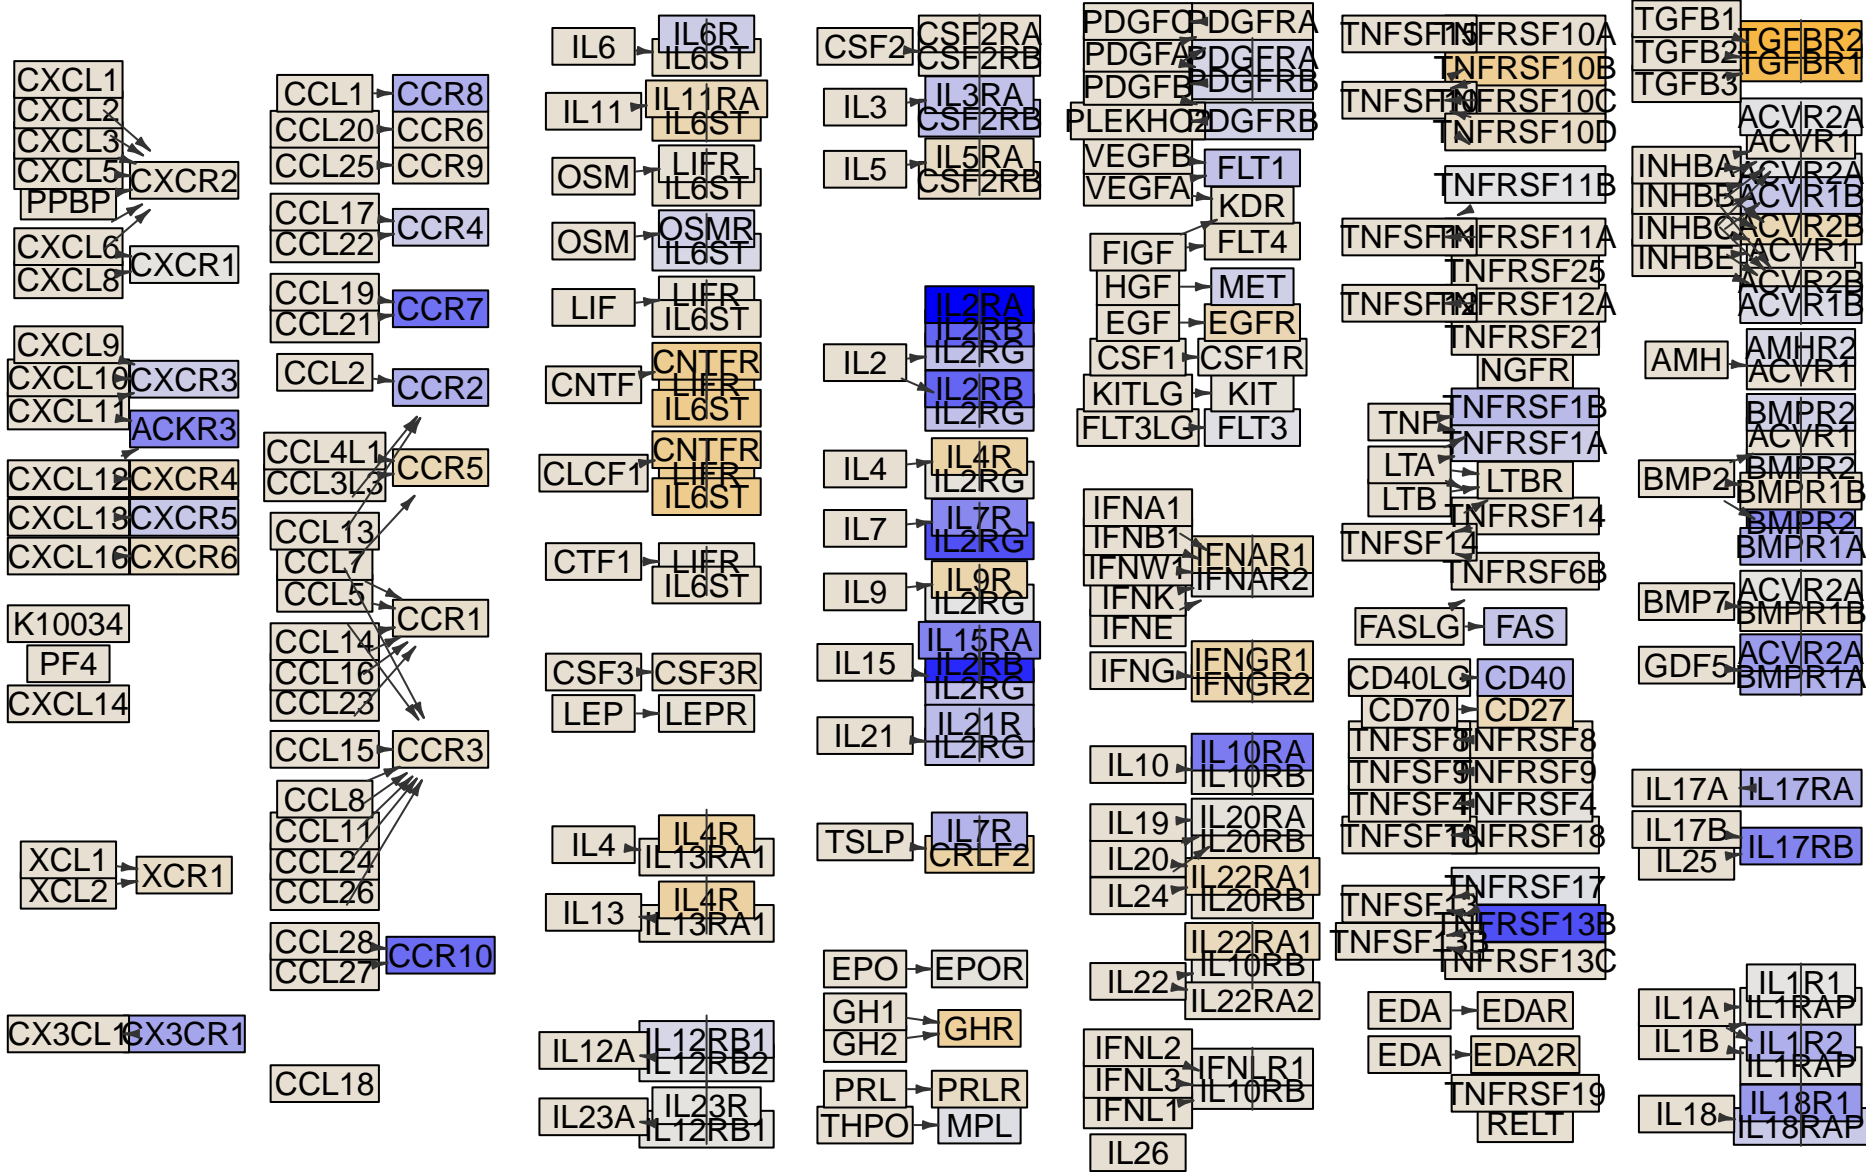 CXCL1
CXCL2
CXCL3
CXCL5
PPBP
CXCR2
CXCL6
CXCL8
CXCR1
CXCL9
CXCL10
CXCR3
CXCL11
ACKR3
CXCL12
CXCR4
CXCL13
CXCR5
CXCL16
CXCR6
K10034
PF4
CXCL14
XCL1
XCL2
XCR1
CX3CL1
CX3CR1
CCL1
CCR8
CCL20
CCR6
CCL25
CCR9
CCL17
CCL22
CCR4
CCL19
CCL21
CCR7
CCL2
CCR2
CCL4L1
CCL3L3
CCR5
CCL13
CCL7
CCL5
CCR1
CCL14
CCL16
CCL23
CCL15
CCR3
CCL8
CCL11
CCL24
CCL26
CCL28
CCL27
CCR10
CCL18
IL6
IL6R
IL6ST
IL11
IL11RA
IL6ST
OSM
LIFR
IL6ST
OSM
OSMR
IL6ST
LIF
LIFR
IL6ST
CNTF
CNTFR
LIFR
IL6ST
CLCF1
CNTFR
LIFR
IL6ST
CTF1
LIFR
IL6ST
CSF3
CSF3R
LEP
LEPR
IL4
IL4R
IL13RA1
IL13
IL4R
IL13RA1
IL12A
IL12RB1
IL12RB2
IL23A
IL23R
IL12RB1
CSF2
CSF2RA
CSF2RB
IL3
IL3RA
CSF2RB
IL5
IL5RA
CSF2RB
IL2
IL2RA
IL2RB
IL2RG
IL2RB
IL2RG
IL4
IL4R
IL2RG
IL7
IL7R
IL2RG
IL9
IL9R
IL2RG
IL15
IL15RA
IL2RB
IL2RG
IL21
IL21R
IL2RG
TSLP
IL7R
CRLF2
EPO
EPOR
GH1
GH2
GHR
PRL
PRLR
THPO
MPL
PDGFC
PDGFRA
PDGFA
PDGFRA
PDGFB
PDGFRB
PLEKHO2
PDGFRB
VEGFB
FLT1
VEGFA
KDR
FIGF
FLT4
HGF
MET
EGF
EGFR
CSF1
CSF1R
KITLG
KIT
FLT3LG
FLT3
IFNA1
IFNB1
IFNW1
IFNK
IFNE
IFNAR1
IFNAR2
IFNG
IFNGR1
IFNGR2
IL10
IL10RA
IL10RB
IL19
IL20RA
IL20RB
IL20
IL24
IL22RA1
IL20RB
IL22
IL22RA1
IL10RB
IL22RA2
IFNL2
IFNL3
IFNL1
IFNLR1
IL10RB
IL26
TNFSF15
TNFRSF10A
TNFRSF10B
TNFSF10
TNFRSF10C
TNFRSF10D
TNFRSF11B
TNFSF11
TNFRSF11A
TNFRSF25
TNFSF12
TNFRSF12A
TNFRSF21
NGFR
TNF
TNFRSF1B
TNFRSF1A
LTA
LTB
LTBR
TNFRSF14
TNFSF14
TNFRSF6B
FASLG
FAS
CD40LG
CD40
CD70
CD27
TNFSF8
TNFRSF8
TNFSF9
TNFRSF9
TNFSF4
TNFRSF4
TNFSF18
TNFRSF18
TNFRSF17
TNFSF13
TNFRSF13B
TNFSF13B
TNFRSF13C
EDA
EDAR
EDA
EDA2R
TNFRSF19
RELT
TGFB1
TGFB2
TGFB3
TGFBR2
TGFBR1
ACVR2A
ACVR1
INHBA
ACVR2A
INHBB
ACVR1B
INHBC
ACVR2B
ACVR1
INHBE
ACVR2B
ACVR1B
AMH
AMHR2
ACVR1
BMPR2
ACVR1
BMP2
BMPR2
BMPR1B
BMPR2
BMPR1A
BMP7
ACVR2A
BMPR1B
GDF5
ACVR2A
BMPR1A
IL17A
IL17RA
IL17B
IL25
IL17RB
IL1A
IL1R1
IL1RAP
IL1B
IL1R2
IL1RAP
IL18
IL18R1
IL18RAP